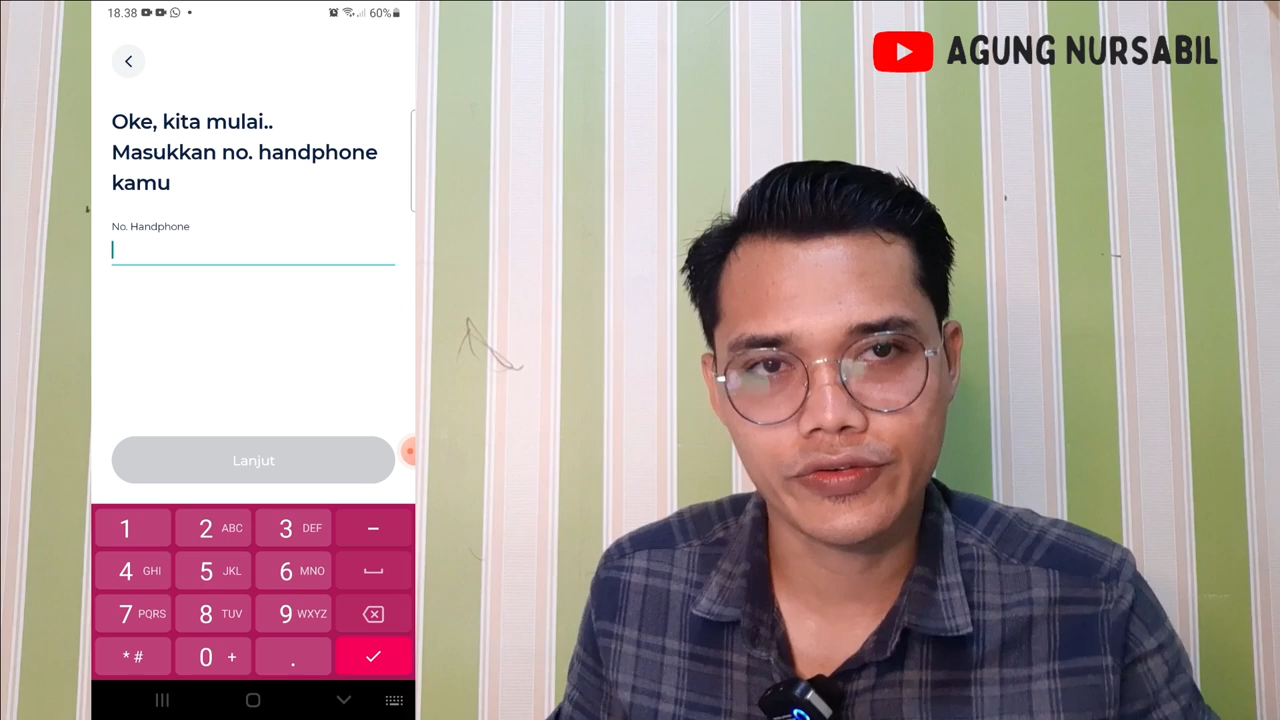 18.38
60%
Oke, kita mulai..
Masukkan no. handphone
kamu
No. Handphone
Lanjut
1
2 ABC
3 DEF
-
4 GHI
5 JKL
6 MNO
7 PQRS
8 TUV
9 WXYZ
*#
0 +
.
AGUNG NURSABIL